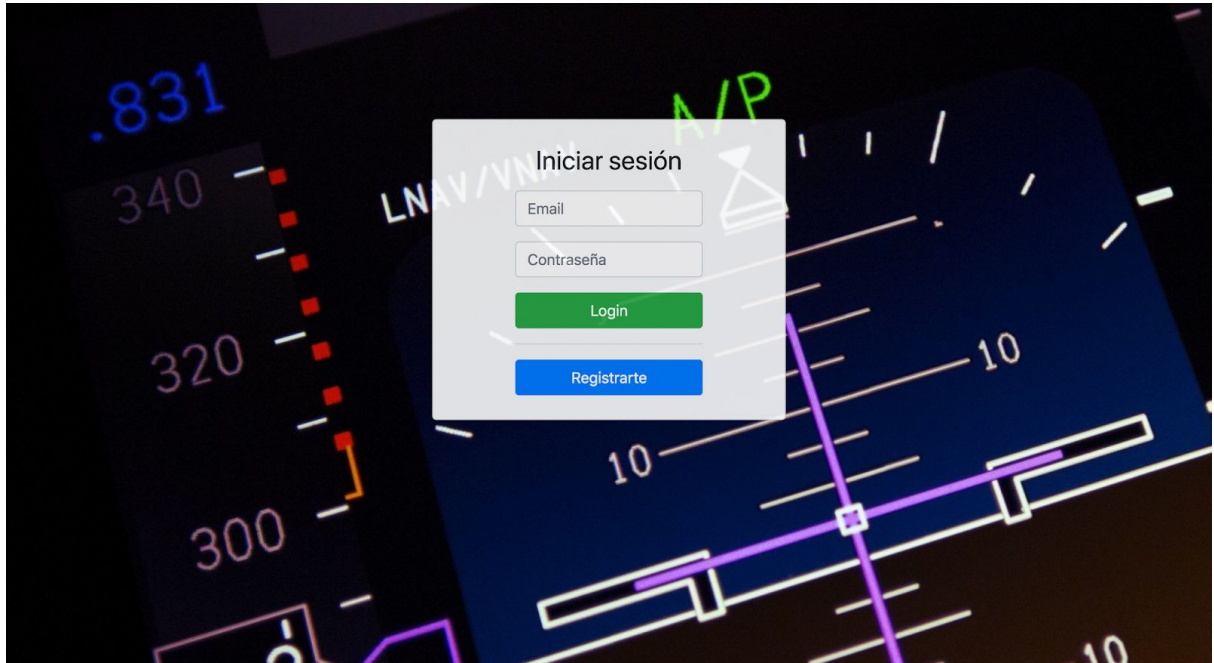 .831
A/P
340
LNAV/VNAV
Iniciar sesión
Email
Contraseña
Login
320
10
Registrarte
10
300
10